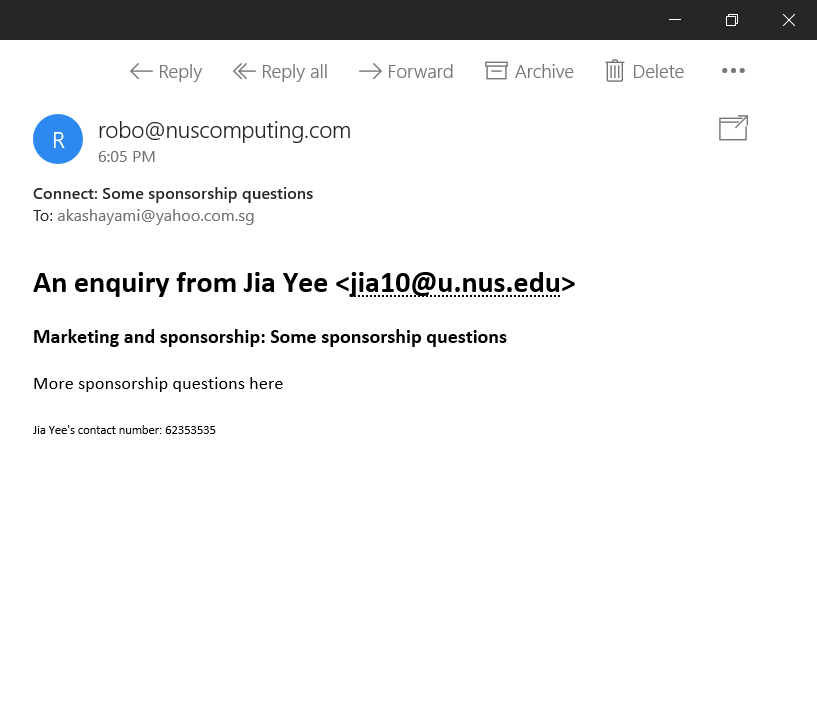 Reply
Reply all
Forward
Archive
Delete
R
robo@nuscomputing.com
6:05 PM
Connect: Some sponsorship questions
To: akashayami@yahoo.com.sg
An enquiry from Jia Yee <jia10@u.nus.edu>
Marketing and sponsorship: Some sponsorship questions
More sponsorship questions here
Jia Yee's contact number: 62353535